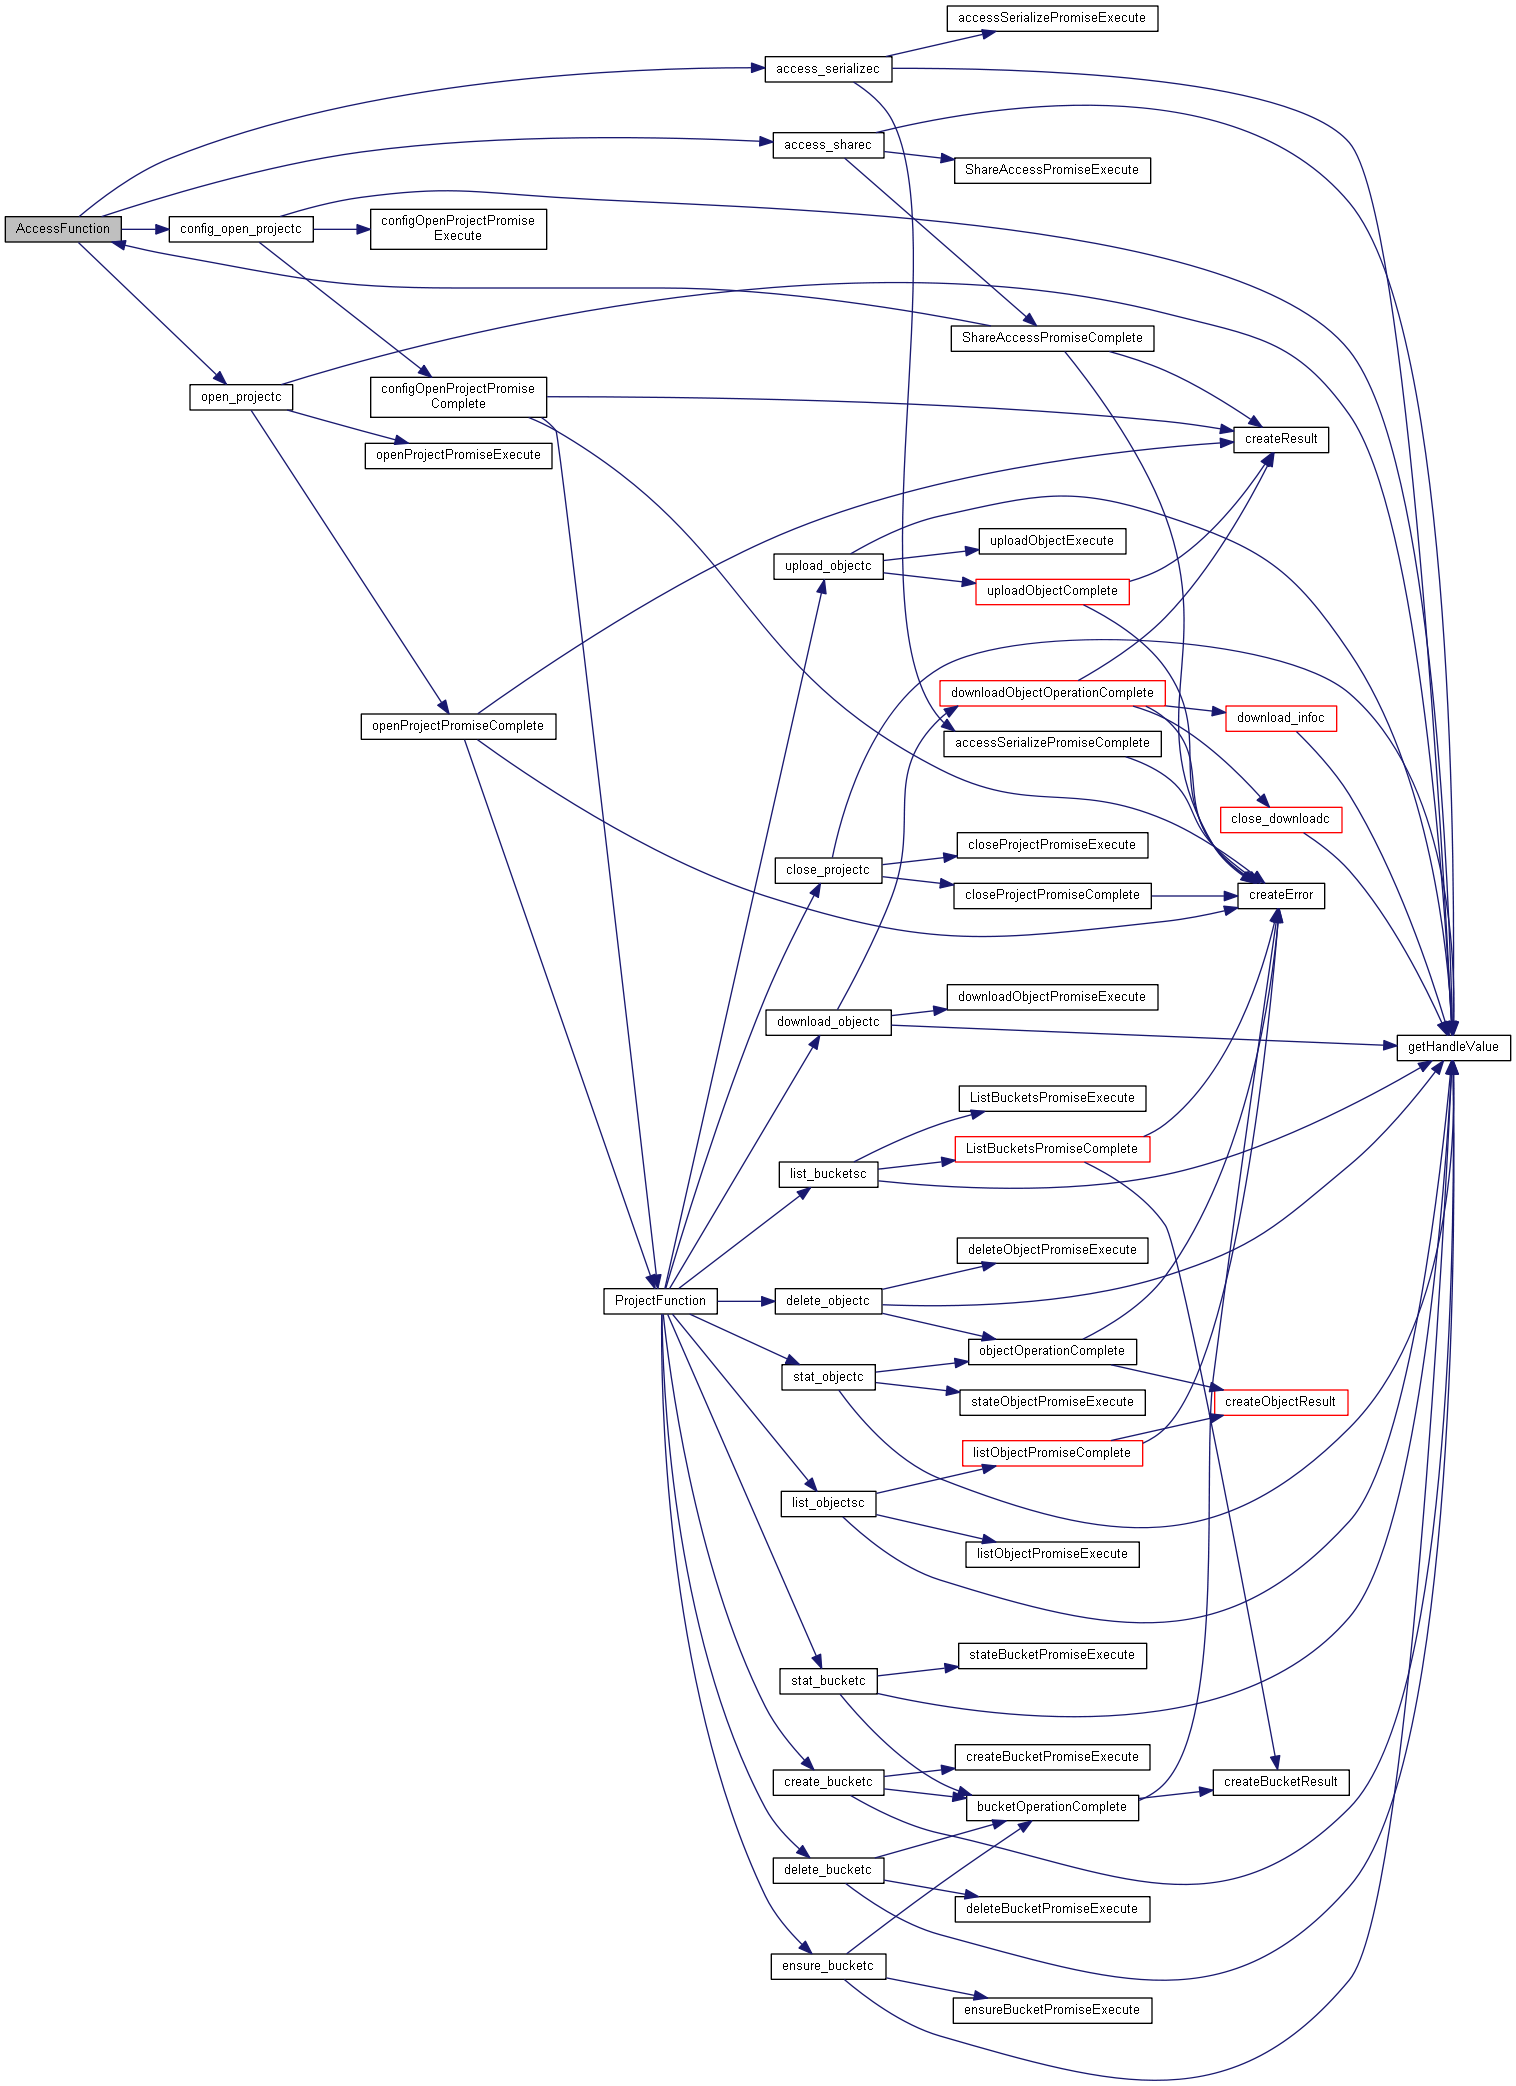 accessSerializePromiseExecute
access_serializec
access_sharec
ShareAccessPromiseExecute
AccessFunction
config_open_projectc
configOpenProjectPromise
Execute
ShareAccessPromiseComplete
open_projectc
configOpenProjectPromise
Complete
createResult
openProjectPromiseExecute
uploadObjectExecute
upload_objectc
uploadObjectComplete
downloadObjectOperationComplete
download_infoc
openProjectPromiseComplete
accessSerializePromiseComplete
close_downloadc
closeProjectPromiseExecute
close_projectc
closeProjectPromiseComplete
createError
downloadObjectPromiseExecute
download_objectc
getHandleValue
ListBucketsPromiseExecute
ListBucketsPromiseComplete
list_bucketsc
deleteObjectPromiseExecute
ProjectFunction
delete_objectc
objectOperationComplete
stat_objectc
stateObjectPromiseExecute
createObjectResult
listObjectPromiseComplete
list_objectsc
listObjectPromiseExecute
stateBucketPromiseExecute
stat_bucketc
createBucketPromiseExecute
create_bucketc
createBucketResult
bucketOperationComplete
delete_bucketc
deleteBucketPromiseExecute
ensure_bucketc
ensureBucketPromiseExecute